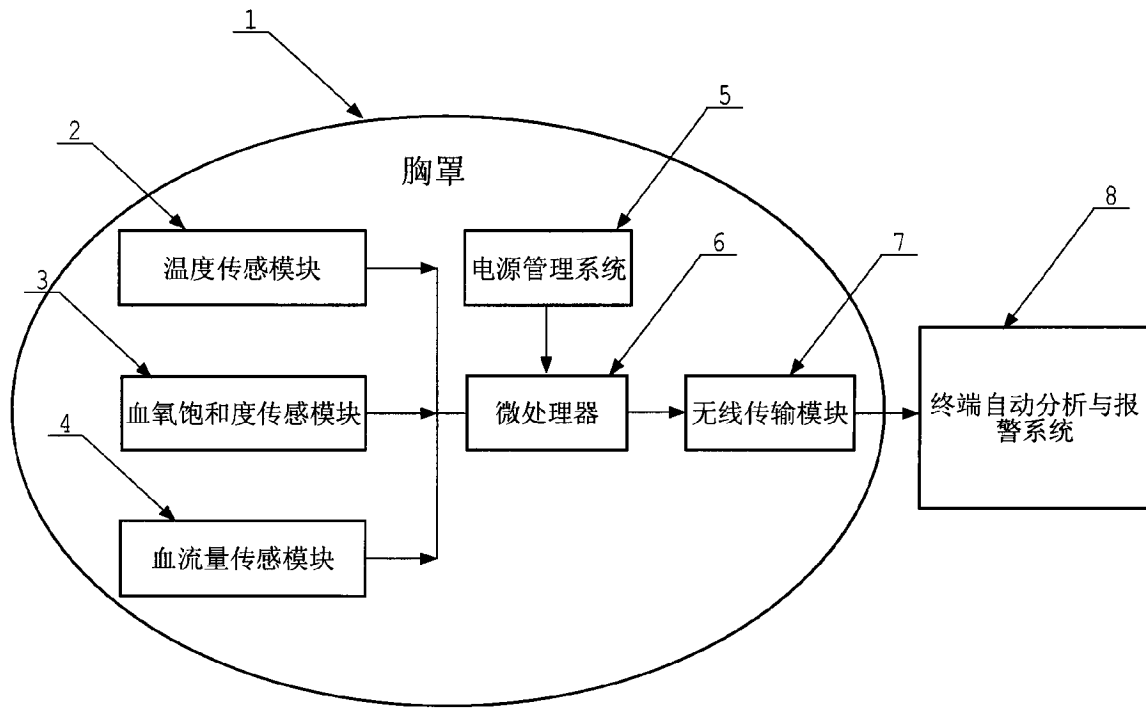 1
5
2
胸罩
8
温度传感模块
电源管理系统
6
7
3
血氧饱和度传感模块
微处理器
无线传输模块
终端自动分析与报
警系统
4
血流量传感模块